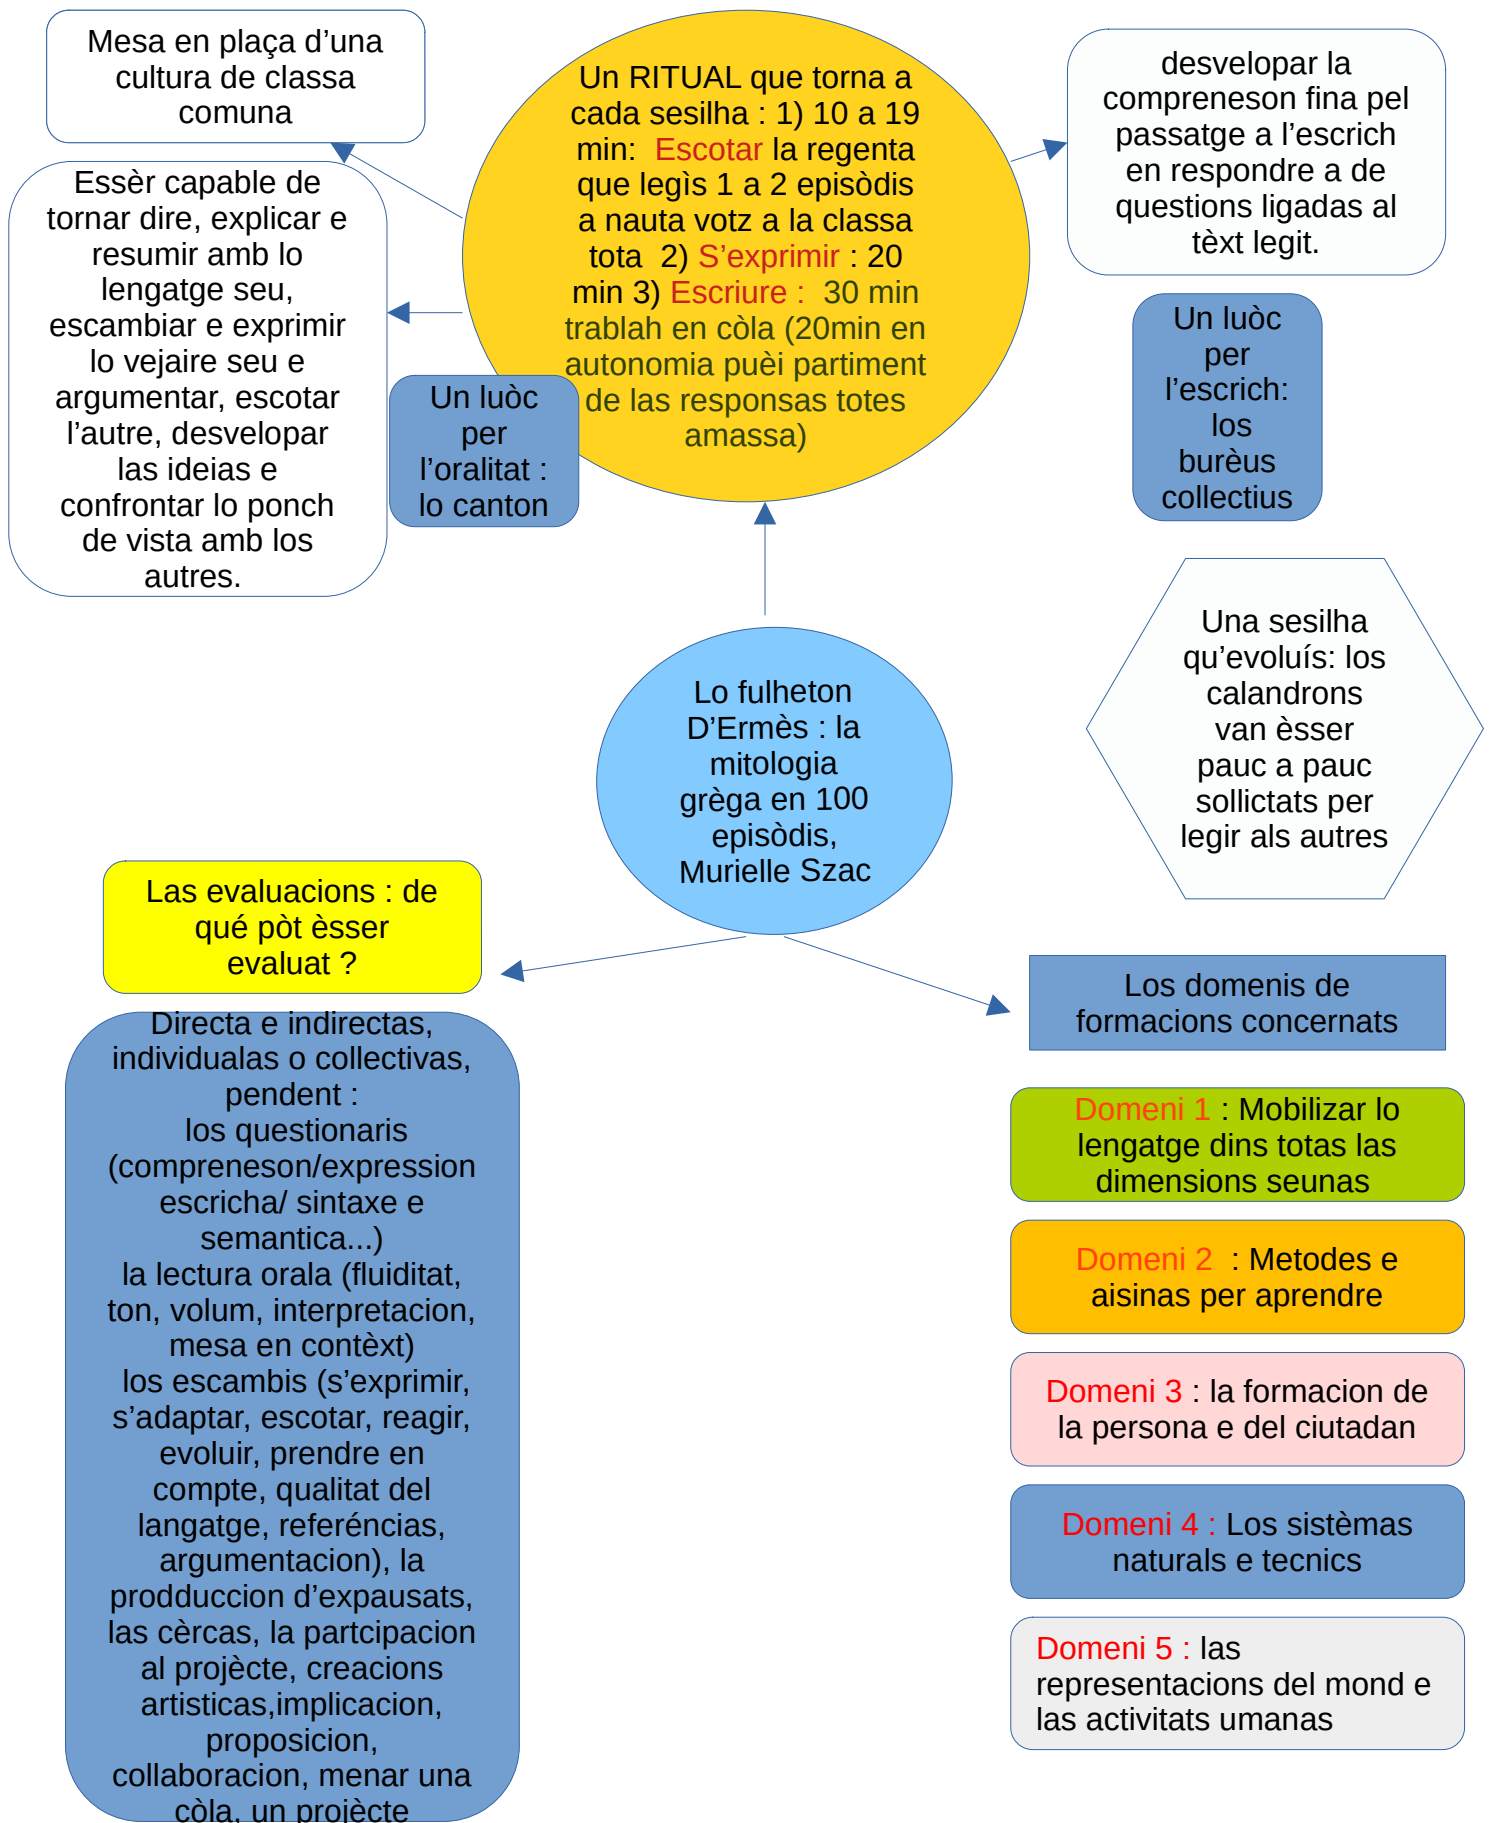 Mesa en plaça d’una
cultura de classa
comuna
Un RITUAL que torna a
cada sesilha : 1) 10 a 19
min:  Escotar la regenta
que legìs 1 a 2 episòdis
a nauta votz a la classa
tota  2) S’exprimir : 20
min 3) Escriure :  30 min
trablah en còla (20min en
autonomia puèi partiment
de las responsas totes
amassa)
desvelopar la
compreneson fina pel
passatge a l’escrich
en respondre a de
questions ligadas al
tèxt legit.
Essèr capable de
tornar dire, explicar e
resumir amb lo
lengatge seu,
escambiar e exprimir
lo vejaire seu e
argumentar, escotar
l’autre, desvelopar
las ideias e
confrontar lo ponch
de vista amb los
autres.
Un luòc
per
l’oralitat :
lo canton
Un luòc
per
l’escrich:
los
burèus
collectius
Una sesilha
qu’evoluís: los
calandrons
van èsser
pauc a pauc
sollictats per
legir als autres
Lo fulheton
D’Ermès : la
mitologia
grèga en 100
episòdis,
Murielle Szac
Las evaluacions : de
qué pòt èsser
evaluat ?
Directa e indirectas,
individualas o collectivas,
pendent :
los questionaris
(compreneson/expression
escricha/ sintaxe e
semantica...)
la lectura orala (fluiditat,
ton, volum, interpretacion,
mesa en contèxt)
los escambis (s’exprimir,
s’adaptar, escotar, reagir,
evoluir, prendre en
compte, qualitat del
langatge, referéncias,
argumentacion), la
prodduccion d’expausats,
las cèrcas, la partcipacion
al projècte, creacions
artisticas,implicacion,
proposicion,
collaboracion, menar una
còla, un projècte
Los domenis de
formacions concernats
Domeni 1 : Mobilizar lo
lengatge dins totas las
dimensions seunas
Domeni 2  : Metodes e
aisinas per aprendre
Domeni 3 : la formacion de
la persona e del ciutadan
Domeni 4 : Los sistèmas
naturals e tecnics
Domeni 5 : las
representacions del mond e
las activitats umanas